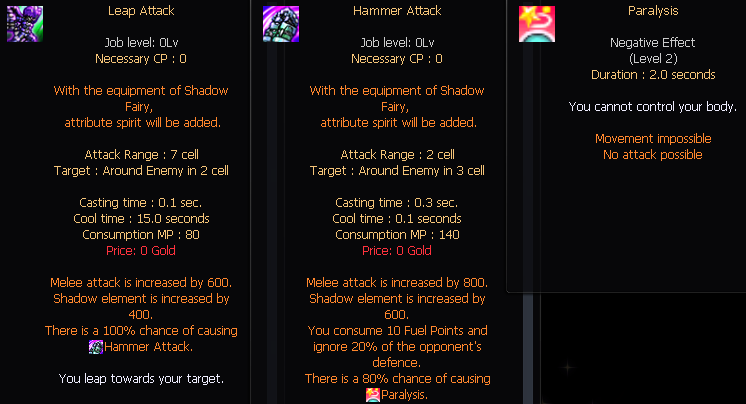 Leap Attack
Job level: 0Lv
Necessary CP : 0
With the equipment of Shadow
Fairy,
attribute spirit will be added.
Attack Range : 7 cell
Target : Around Enemy in 2 cell
Casting time : 0.1 sec.
Cool time : 15.0 seconds
Consumption MP : 80
Price: 0 Gold
Melee attack is increased by 600.
Shadow element is increased by
400.
There is a 100% chance of causing
Hammer Attack.
You leap towards your target.
Hammer Attack
Job level: 0Lv
Necessary CP : 0
With the equipment of Shadow
Fairy,
attribute spirit will be added.
Attack Range : 2 cell
Target : Around Enemy in 3 cell
Casting time : 0.3 sec.
Cool time : 0.1 seconds
Consumption MP : 140
Price: 0 Gold
Melee attack is increased by 800.
Shadow element is increased by
600.
You consume 10 Fuel Points and
ignore 20% of the opponent's
defence.
There is a 80% chance of causing
Paralysis.
Paralysis
Negative Effect
(Level 2)
Duration : 2.0 seconds
You cannot control your body.
Movement impossible
No attack possible